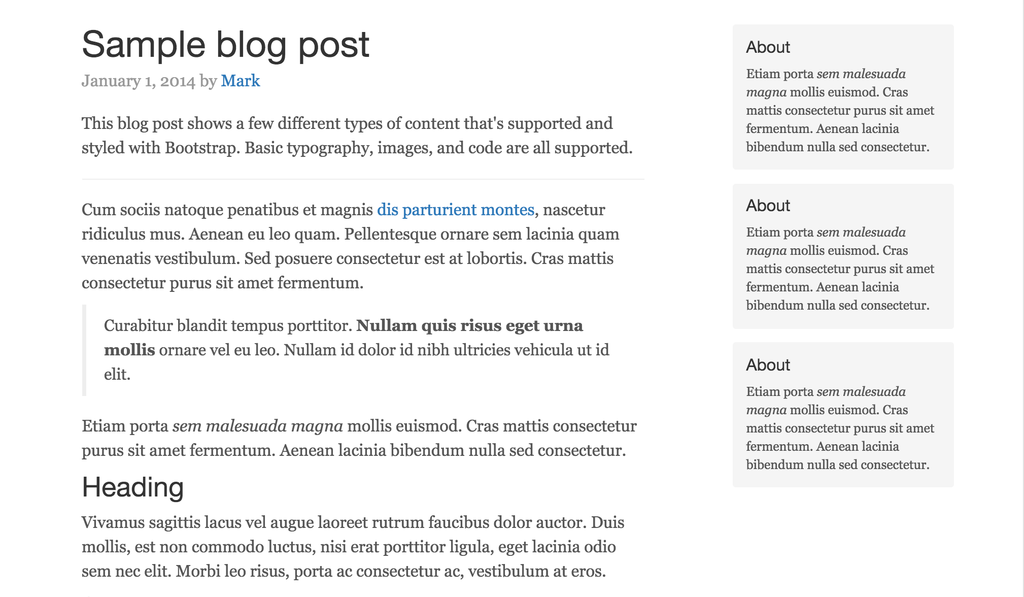 Sample blog post
January 1, 2014 by Mark
This blog post shows a few different types of content that's supported and
styled with Bootstrap. Basic typography, images, and code are all supported.
Cum sociis natoque penatibus et magnis dis parturient montes, nascetur
ridiculus mus. Aenean eu leo quam. Pellentesque ornare sem lacinia quam
venenatis vestibulum. Sed posuere consectetur est at lobortis. Cras mattis
consectetur purus sit amet fermentum.
Curabitur blandit tempus porttitor. Nullam quis risus eget urna
mollis ornare vel eu leo. Nullam id dolor id nibh ultricies vehicula ut id
elit.
Etiam porta sem malesuada magna mollis euismod. Cras mattis consectetur
purus sit amet fermentum. Aenean lacinia bibendum nulla sed consectetur.
Heading
Vivamus sagittis lacus vel augue laoreet rutrum faucibus dolor auctor. Duis
mollis, est non commodo luctus, nisi erat porttitor ligula, eget lacinia odio
sem nec elit. Morbi leo risus, porta ac consectetur ac, vestibulum at eros.
About
Etiam porta sem malesuada
magna mollis euismod. Cras
mattis consectetur purus sit amet
fermentum. Aenean lacinia
bibendum nulla sed consectetur.
About
Etiam porta sem malesuada
magna mollis euismod. Cras
mattis consectetur purus sit amet
fermentum. Aenean lacinia
bibendum nulla sed consectetur.
About
Etiam porta sem malesuada
magna mollis euismod. Cras
mattis consectetur purus sit amet
fermentum. Aenean lacinia
bibendum nulla sed consectetur.